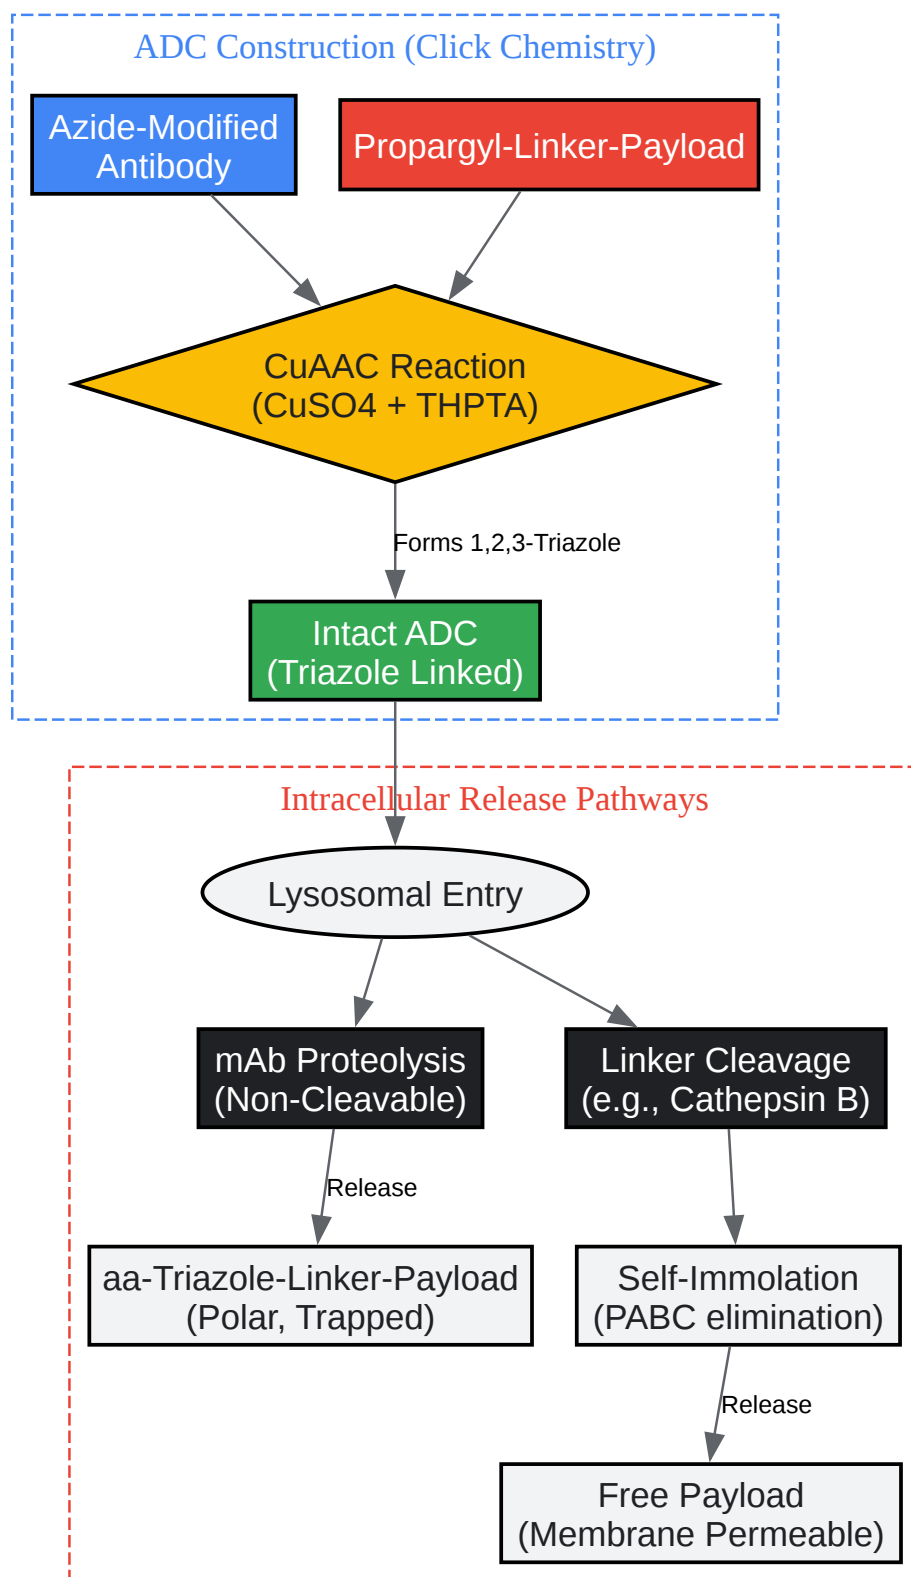 ADC Construction (Click Chemistry)
Azide-Modified
Antibody
Propargyl-Linker-Payload
CuAAC Reaction
(CuSO4 + THPTA)
Forms 1,2,3-Triazole
Intact ADC
(Triazole Linked)
Intracellular Release Pathways
Lysosomal Entry
mAb Proteolysis
(Non-Cleavable)
Linker Cleavage
(e.g., Cathepsin B)
Release
aa-Triazole-Linker-Payload
(Polar, Trapped)
Self-Immolation
(PABC elimination)
Release
Free Payload
(Membrane Permeable)